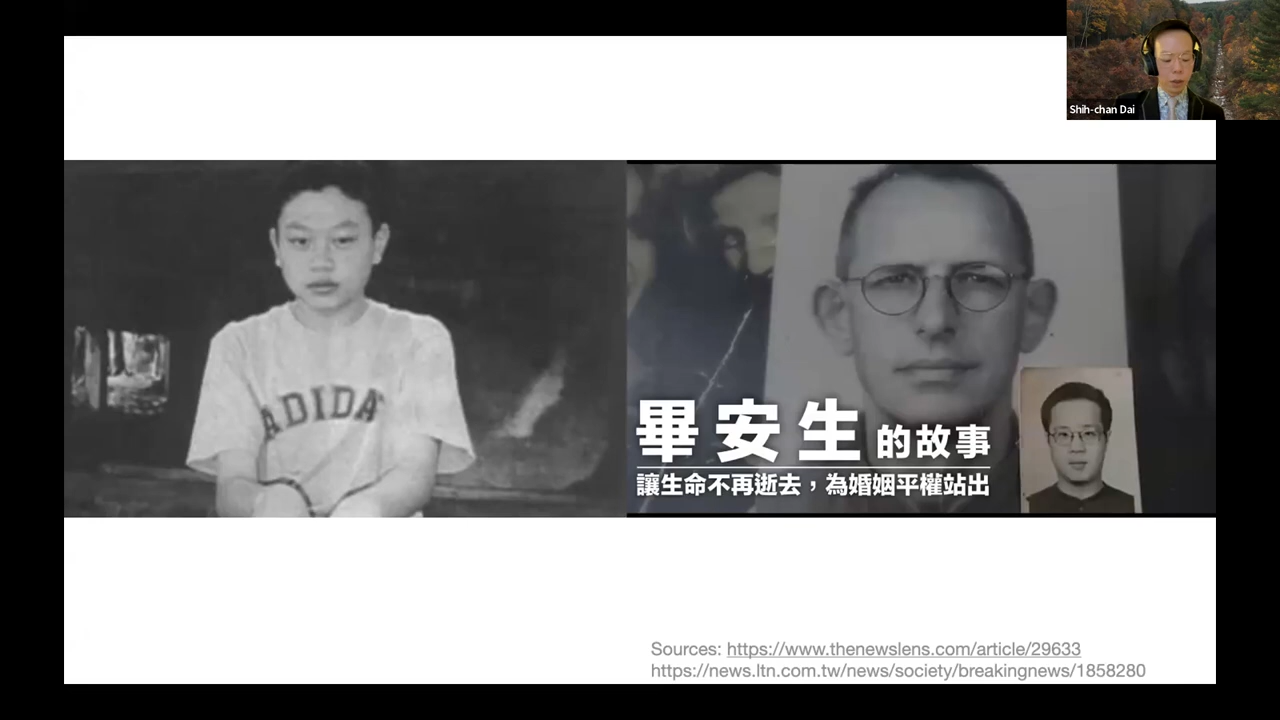 Shih-chan Dai
ADIDA
畢安生的故事
讓生命不再逝去，為婚姻平權站出
Sources: https://www.thenewslens.com/article/29633
https://news.ltn.com.tw/news/society/breakingnews/1858280